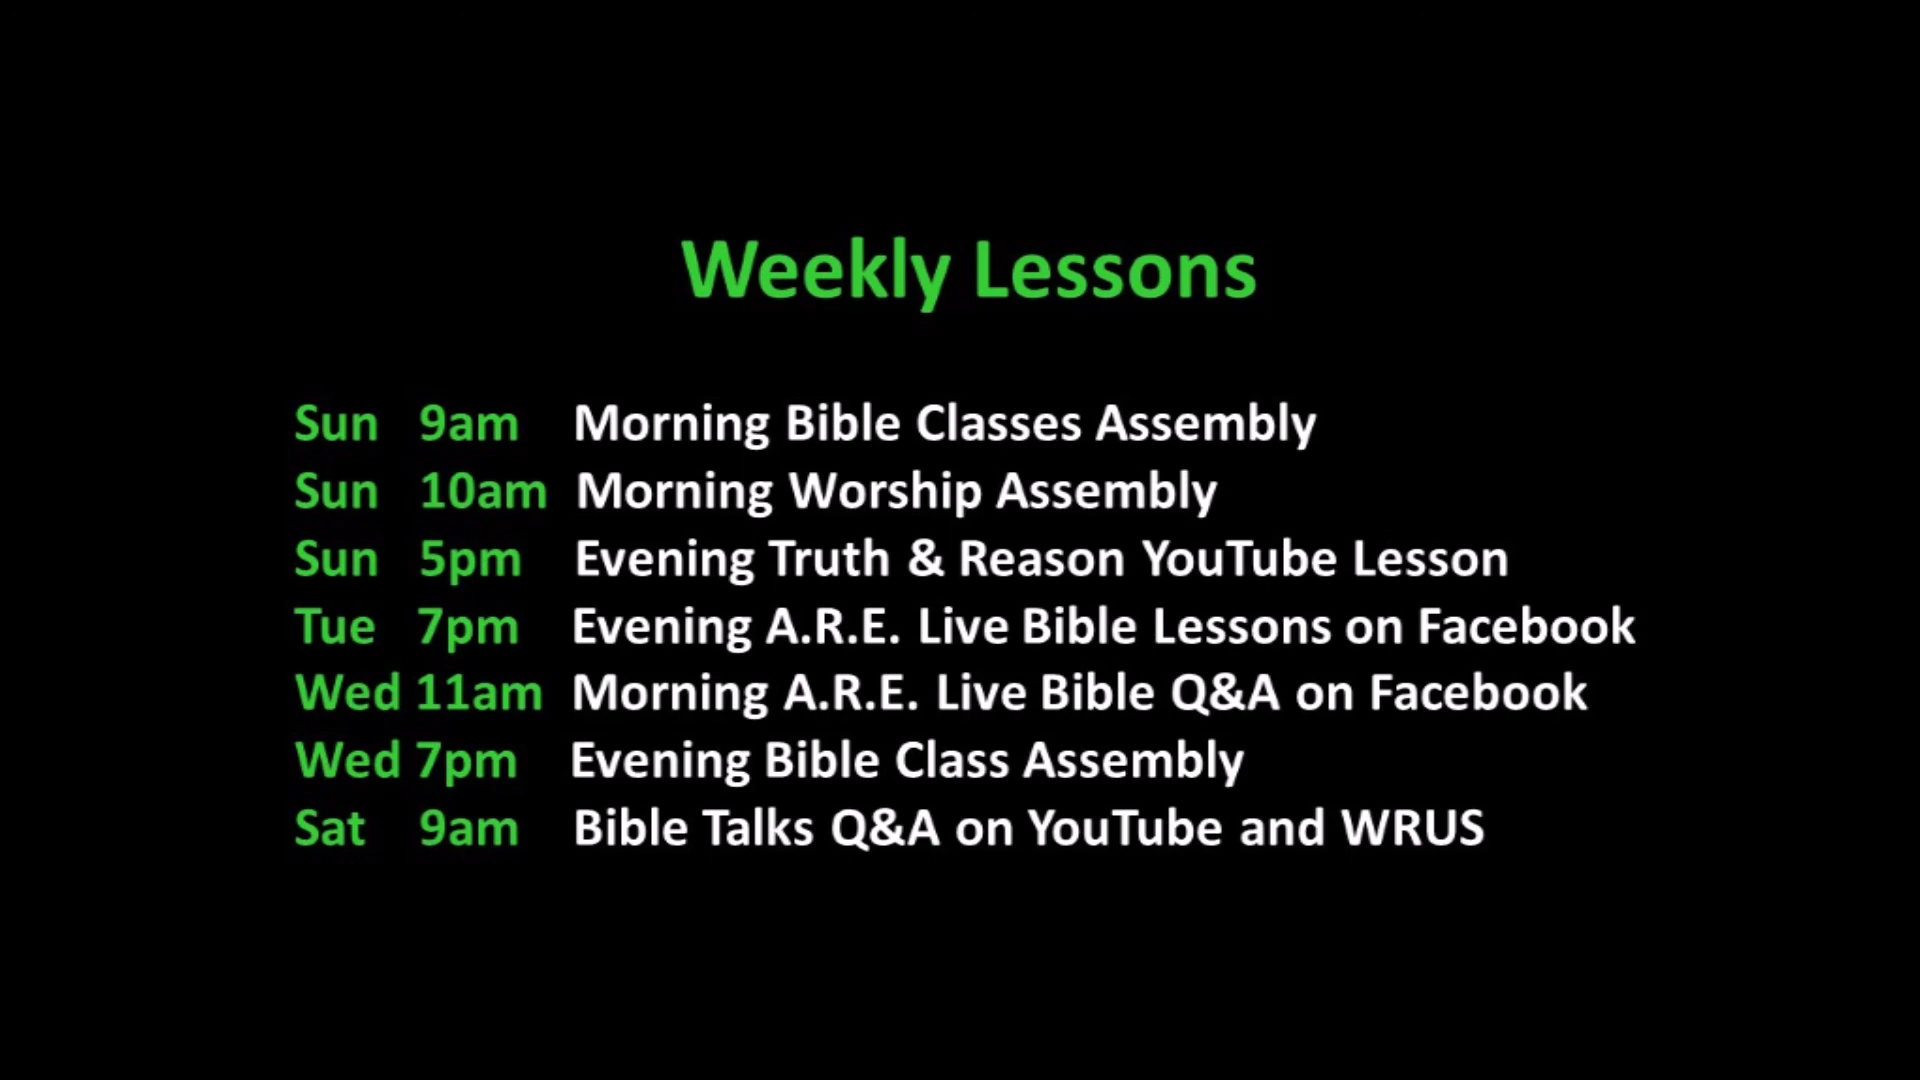 Weekly Lessons
Sun 9am Morning Bible Classes Assembly
Sun 10am Morning Worship Assembly
Sun 5pm Evening Truth & Reason YouTube Lesson
Tue 7pm Evening A.R.E. Live Bible Lessons on Facebook
Wed 11am Morning A.R.E. Live Bible Q&A on Facebook
Wed 7pm Evening Bible Class Assembly
Sat 9am Bible Talks Q&A on YouTube and WRUS